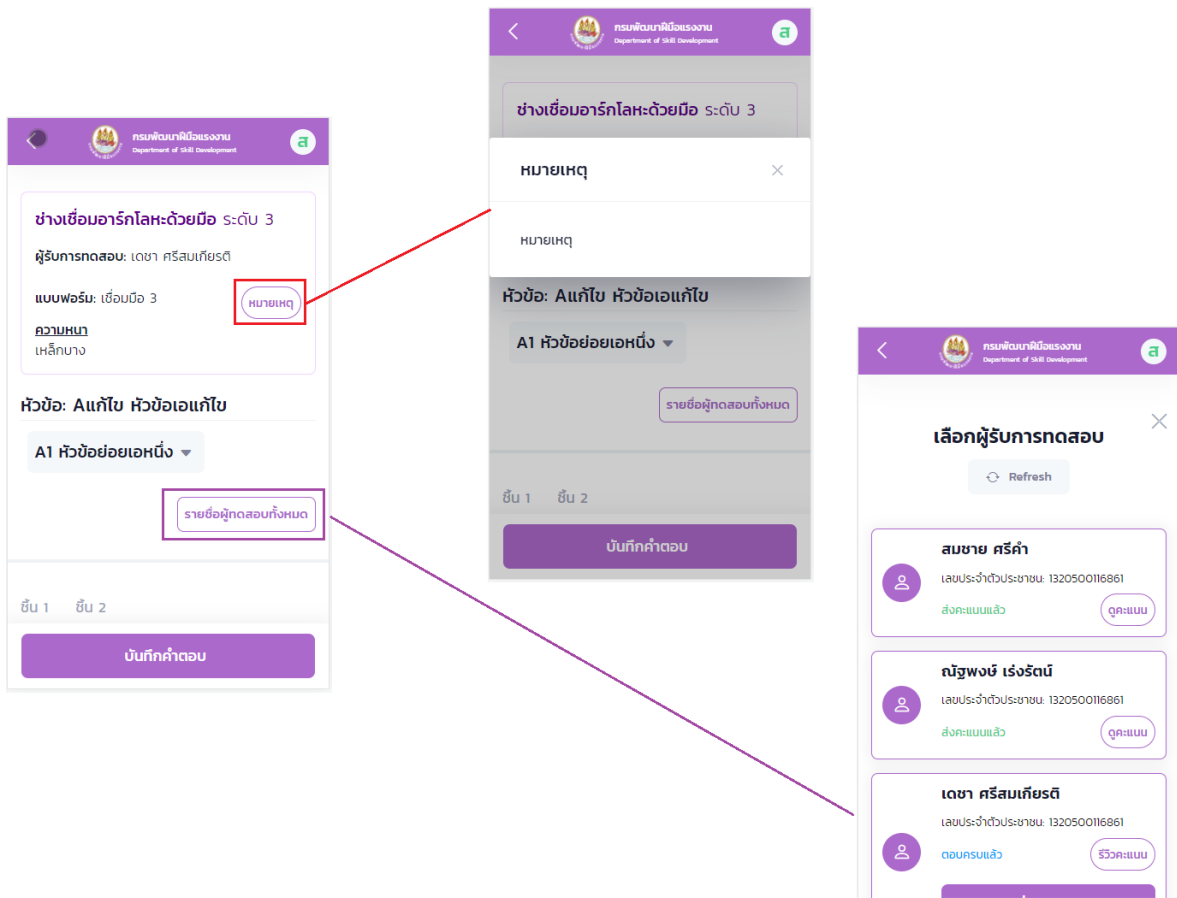 กรมพัฒนาฝีมือแรงงาน
Department of Skill Development
ส
ช่างเชื่อมอาร์กโลหะด้วยมือ ระดับ 3
ผู้รับการทดสอบ: เดชา ศรีสมเกียรติ
แบบฟอร์ม: เชื่อมมือ 3
หมายเหตุ
ความหนา
เหล็กบาง
หัวข้อ: Aแก้ไข หัวข้อเอแก้ไข
A1 หัวข้อย่อยเอหนึ่ง
รายชื่อผู้ทดสอบทั้งหมด
ชิ้น 1 ชิ้น 2
บันทึกคำตอบ
กรมพัฒนาฝีมือแรงงาน
Department of Skill Development
ส
ช่างเชื่อมอาร์กโลหะด้วยมือ ระดับ 3
หมายเหตุ
หมายเหตุ
หัวข้อ: Aแก้ไข หัวข้อเอแก้ไข
A1 หัวข้อย่อยเอหนึ่ง
รายชื่อผู้ทดสอบทั้งหมด
ชิ้น 1 ชิ้น 2
บันทึกคำตอบ
กรมพัฒนาฝีมือแรงงาน
Department of Skill Development
ส
เลือกผู้รับการทดสอบ
Refresh
สมชาย ศรีคำ
เลขประจำตัวประชาชน: 1320500116861
ส่งคะแนนแล้ว
ดูคะแนน
ณัฐพงษ์ เร่งรัตน์
เลขประจำตัวประชาชน: 1320500116861
ส่งคะแนนแล้ว
ดูคะแนน
เดชา ศรีสมเกียรติ
เลขประจำตัวประชาชน: 1320500116861
ตอบครบแล้ว
รีวิวคะแนน